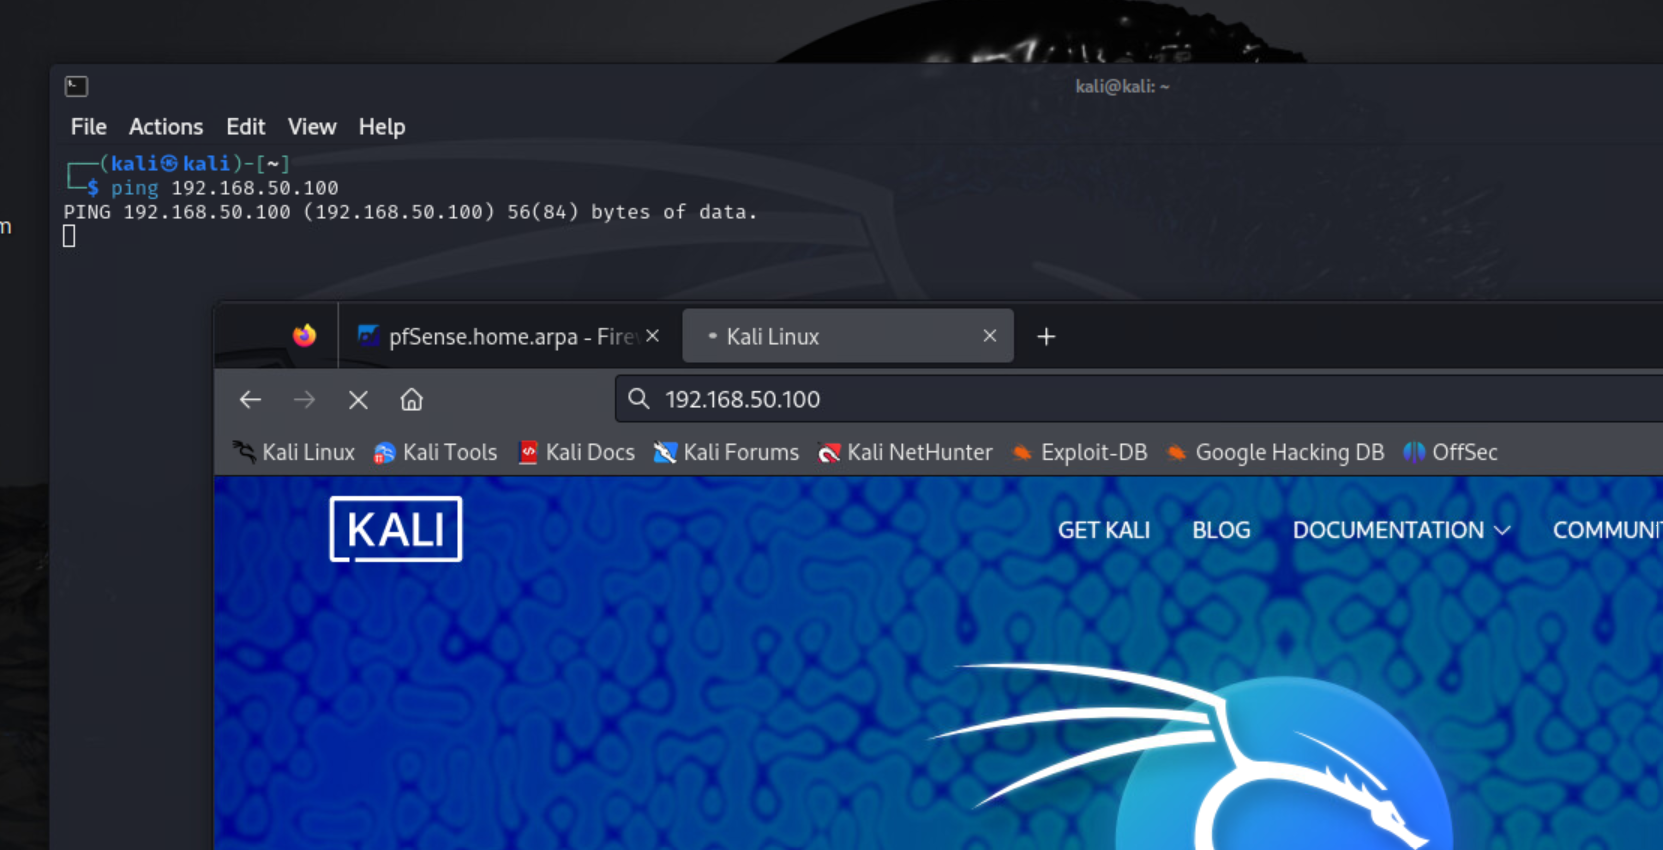 kali@kali: ~
File Actions Edit View Help
┌──(kali㉿kali)-[~]
└─$ ping 192.168.50.100
PING 192.168.50.100 (192.168.50.100) 56(84) bytes of data.
m
pfSense.home.arpa - Fire
Kali Linux
192.168.50.100
Kali Linux Kali Tools Kali Docs Kali Forums Kali NetHunter Exploit-DB Google Hacking DB OffSec
KALI GET KALI BLOG DOCUMENTATION COMMUNI